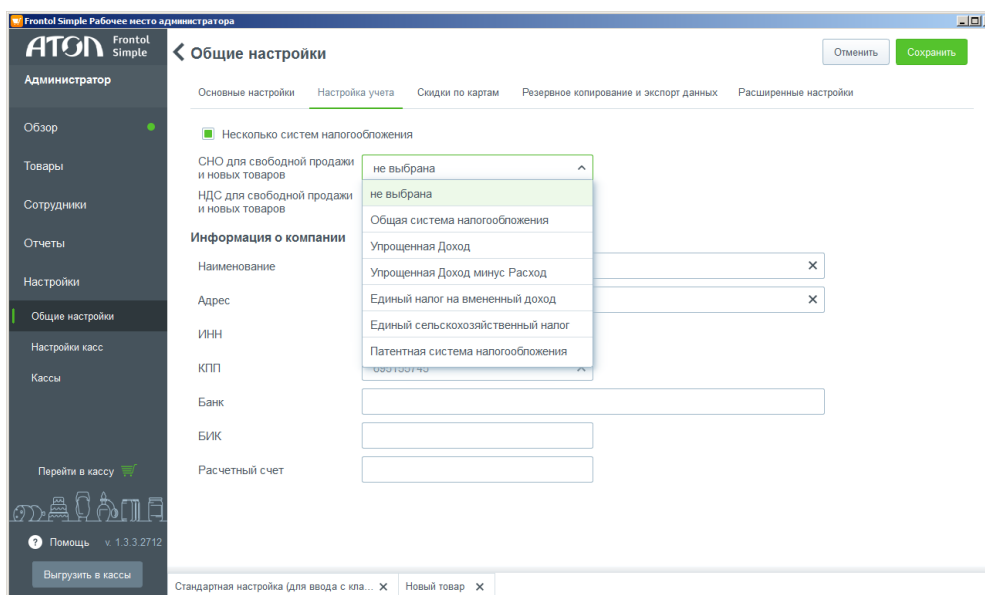 Frontol Simple Рабочее место администратора
АТОЛ Frontol Simple
Администратор
Обзор
Товары
Сотрудники
Отчеты
Настройки
Общие настройки
Настройки касс
Кассы
Перейти в кассу
? Помощь v. 1.3.3.2712
Выгрузить в кассы
Общие настройки
Отменить
Сохранить
Основные настройки
Настройка учета
Скидки по картам
Резервное копирование и экспорт данных
Расширенные настройки
Несколько систем налогообложения
СНО для свободной продажи
и новых товаров
не выбрана
не выбрана
Общая система налогообложения
Упрощенная Доход
Упрощенная Доход минус Расход
Единый налог на вмененный доход
Единый сельскохозяйственный налог
Патентная система налогообложения
НДС для свободной продажи
и новых товаров
Информация о компании
Наименование
Адрес
ИНН
КПП
Банк
БИК
Расчетный счет
Стандартная настройка (для ввода с кла...
Новый товар